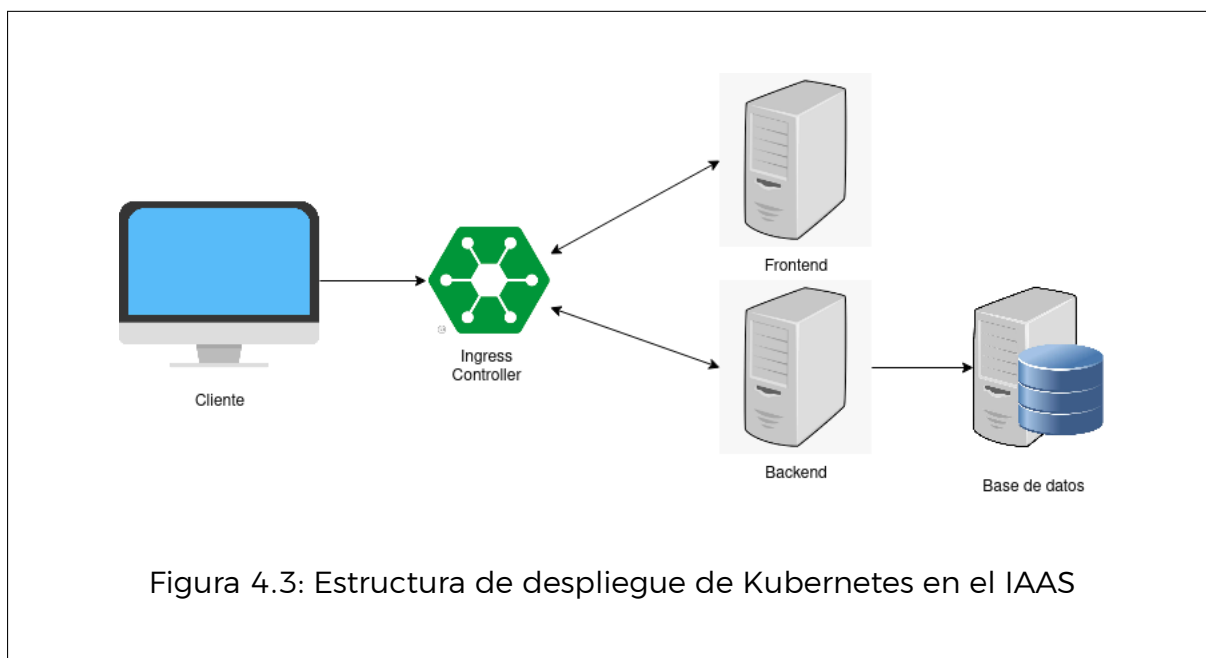 Frontend
Cliente
Ingress
Controller
Backend
Base de datos
Figura 4.3: Estructura de despliegue de Kubernetes en el IAAS